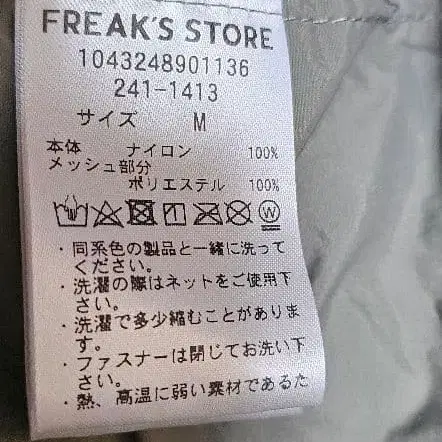 FREAK'S STORE
1043248901136
241-1413
サイズ M
本体 ナイロン 100%
メッシュ部分
ポリエステル 100%
・同系色の製品と一緒に洗って
ください。
・洗濯の際はネットをご使用下
さい。
・洗濯で多少縮むことがありま
す。
・ファスナーは閉じてお洗い下
さい。
・熱、高温に弱い素材であるた